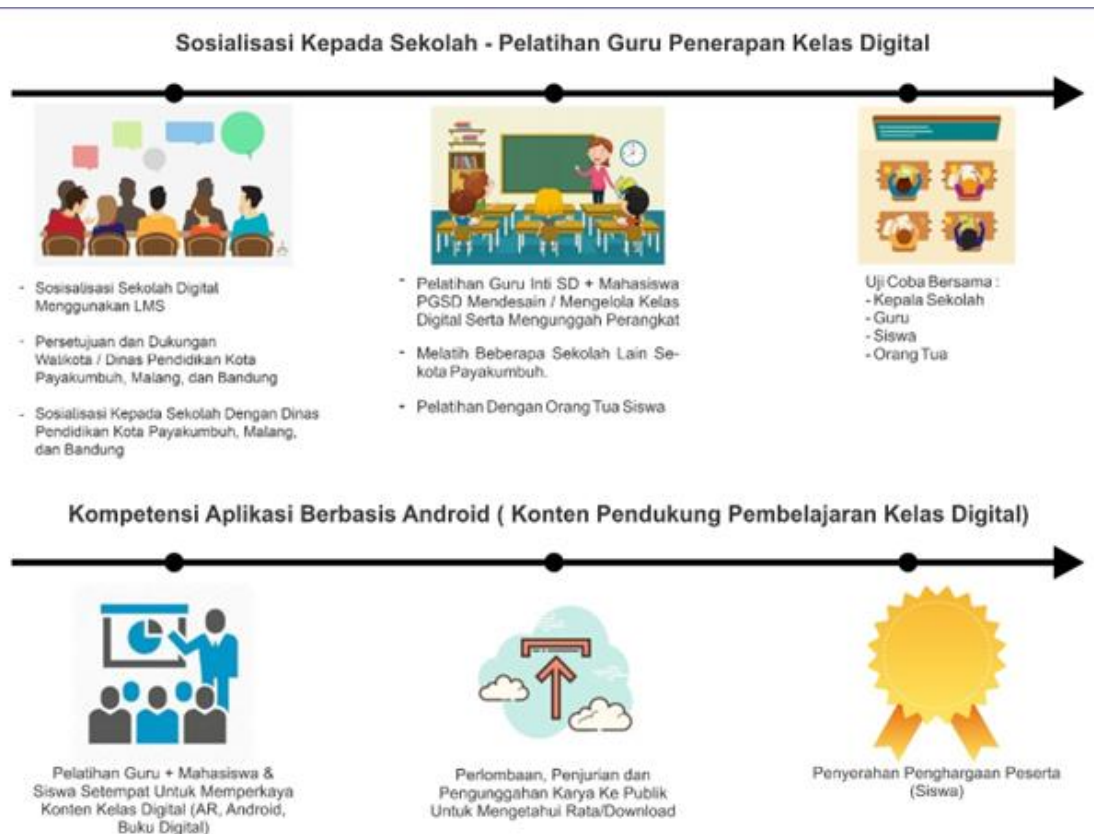 Sosialisasi Kepada Sekolah - Pelatihan Guru Penerapan Kelas Digital
- Sosisalisasi Sekolah Digital
Menggunakan LMS
- Persetujuan dan Dukungan
Walikota / Dinas Pendidikan Kota
Payakumbuh, Malang, dan Bandung
- Sosialisasi Kepada Sekolah Dengan Dinas
Pendidikan Kota Payakumbuh, Malang,
dan Bandung
- Pelatihan Guru Inti SD + Mahasiswa
PGSD Mendesain / Mengelola Kelas
Digital Serta Mengunggah Perangkat
- Melatih Beberapa Sekolah Lain Se-
kota Payakumbuh.
- Pelatihan Dengan Orang Tua Siswa
Uji Coba Bersama :
- Kepala Sekolah
- Guru
- Siswa
- Orang Tua
Kompetensi Aplikasi Berbasis Android ( Konten Pendukung Pembelajaran Kelas Digital)
Pelatihan Guru + Mahasiswa &
Siswa Setempat Untuk Memperkaya
Konten Kelas Digital (AR, Android,
Buku Digital)
Perlombaan, Penjurian dan
Pengunggahan Karya Ke Publik
Untuk Mengetahui Rata/Download
Penyerahan Penghargaan Peserta
(Siswa)